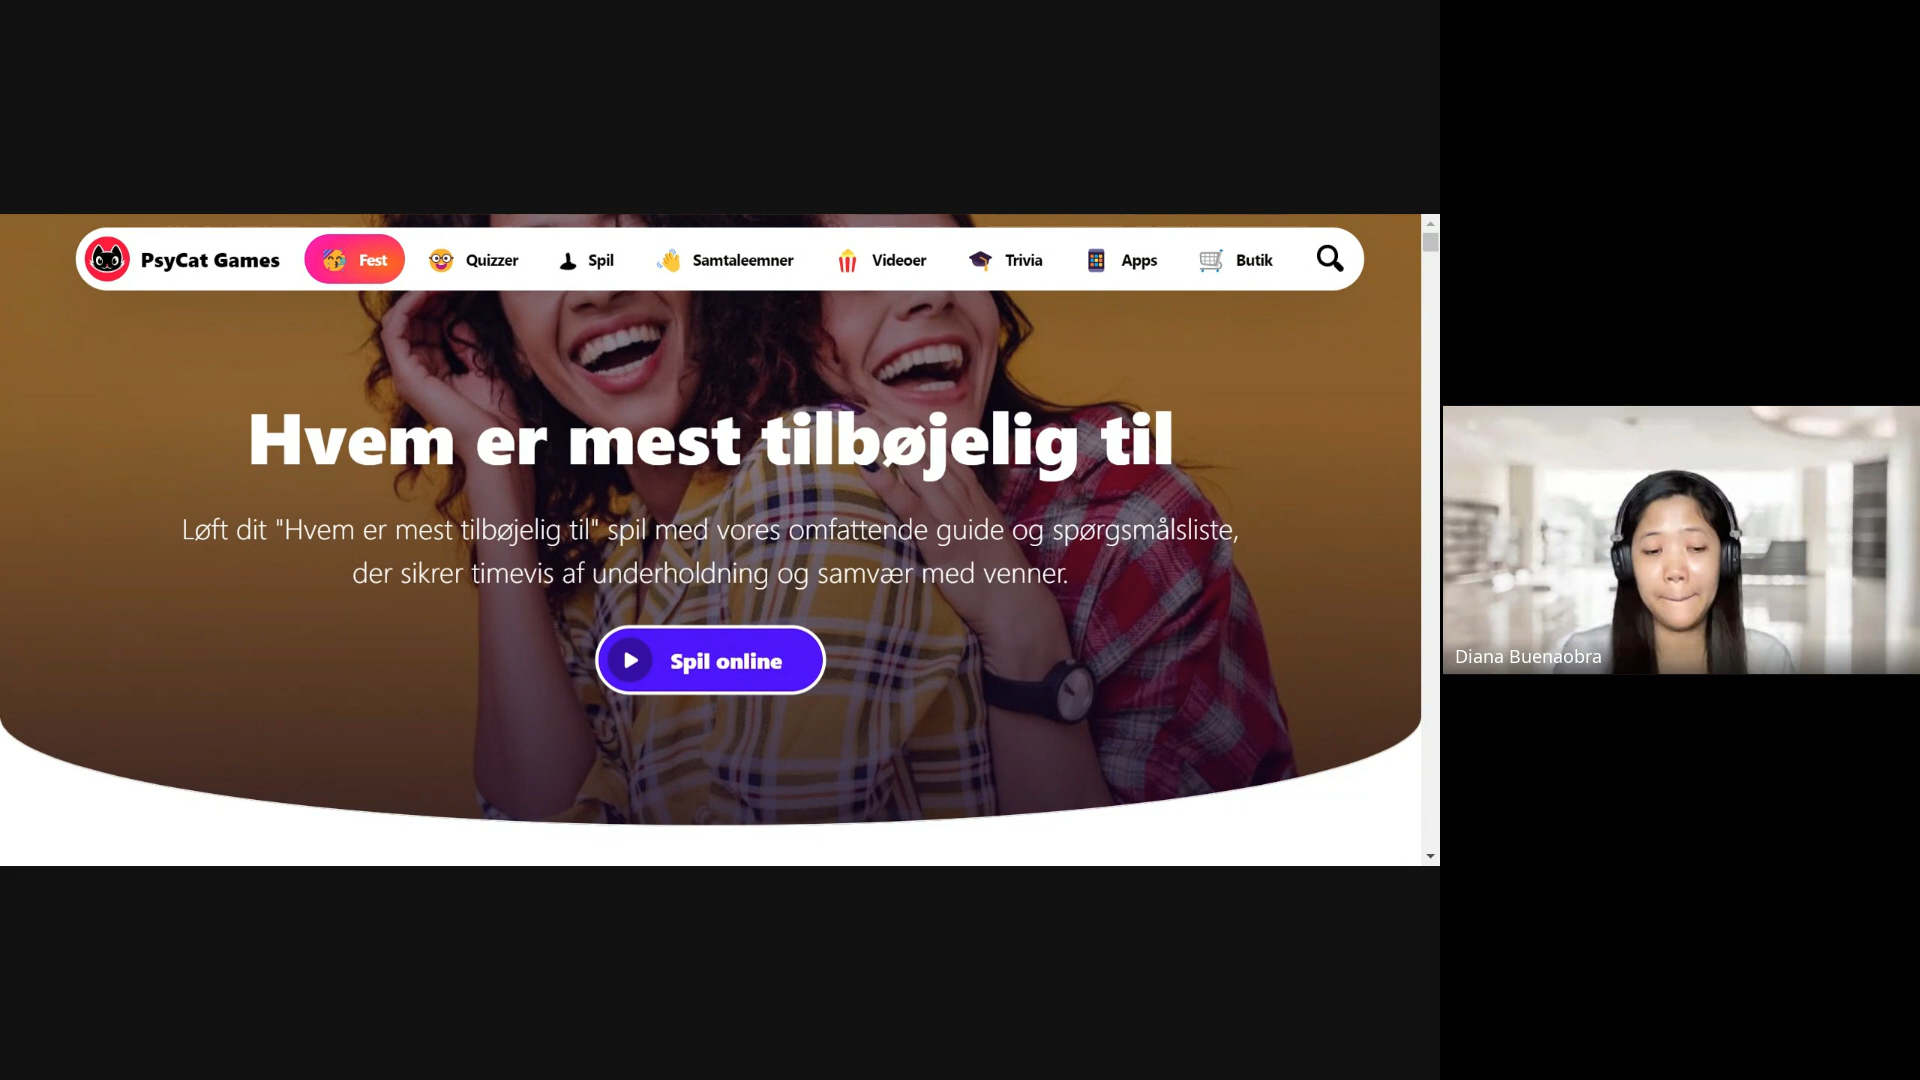 PsyCat Games
Fest
Quizzer
Spil
Samtaleemner
Videoer
Trivia
Apps
Butik
Hvem er mest tilbøjelig til
Løft dit "Hvem er mest tilbøjelig til" spil med vores omfattende guide og spørgsmålsliste,
der sikrer timevis af underholdning og samvær med venner.
Spil online
Diana Buenaobra